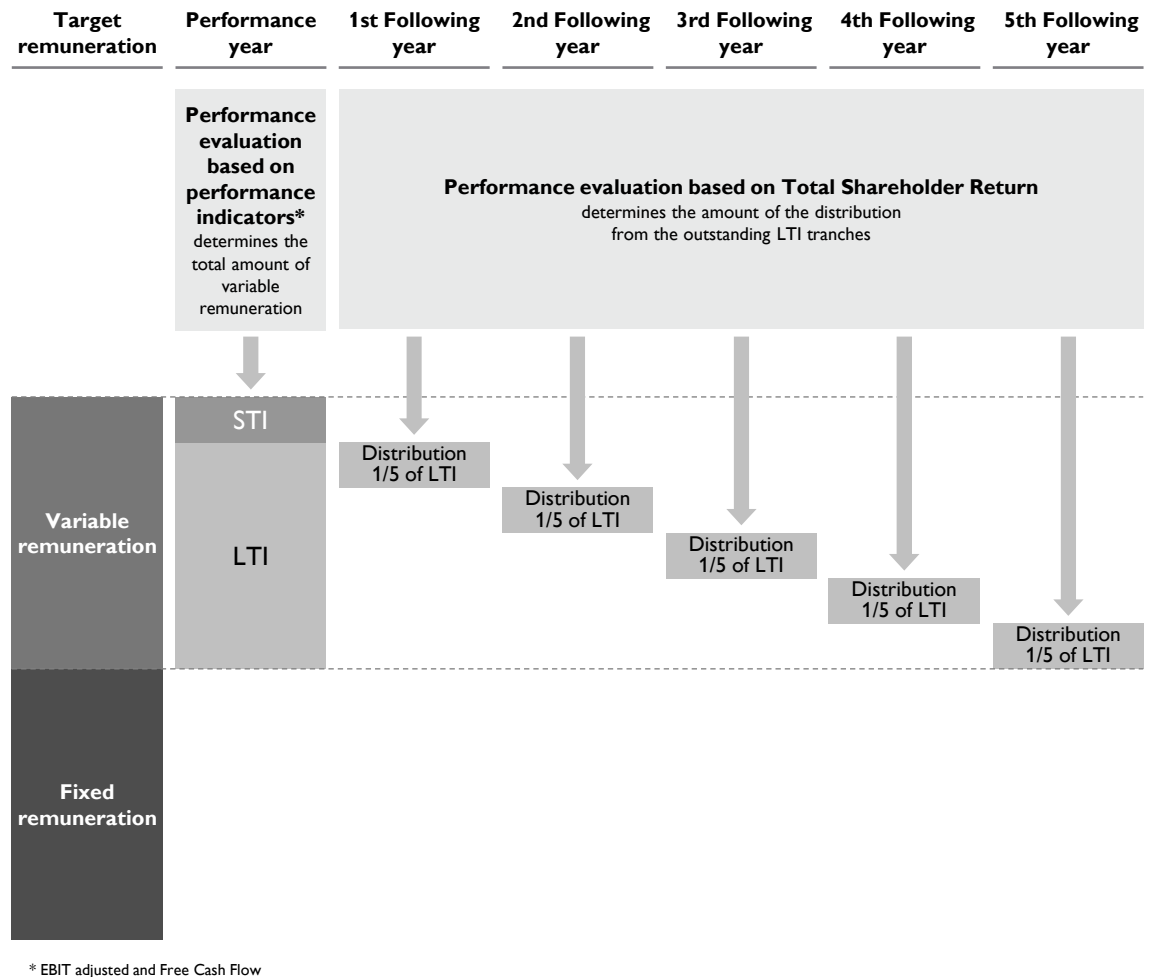 Target
remuneration
Performance
year
1st Following
year
2nd Following
year
3rd Following
year
4th Following
year
5th Following
year
Performance
evaluation
based on
performance
indicators*
determines the
total amount of
variable
remuneration
Performance evaluation based on Total Shareholder Return
determines the amount of the distribution
from the outstanding LTI tranches
Variable
remuneration
STI
LTI
Distribution
1/5 of LTI
Distribution
1/5 of LTI
Distribution
1/5 of LTI
Distribution
1/5 of LTI
Distribution
1/5 of LTI
Fixed
remuneration
* EBIT adjusted and Free Cash Flow